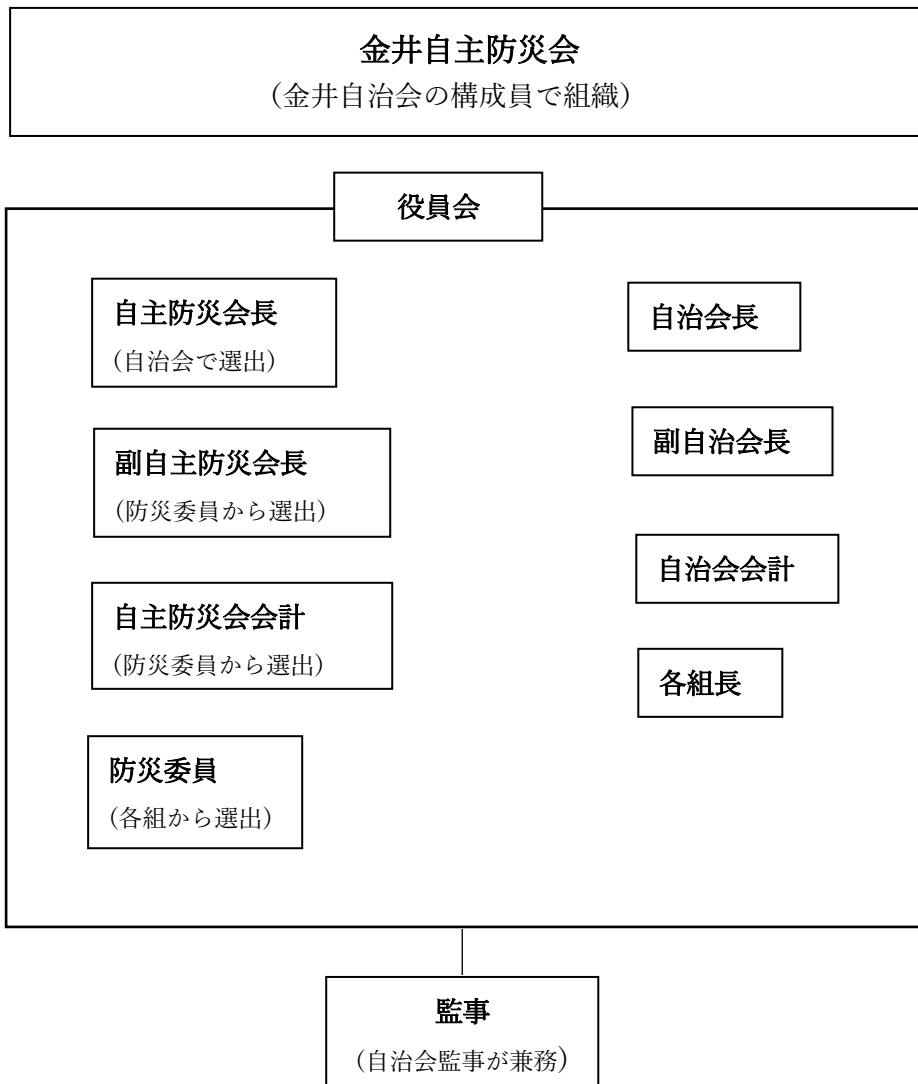 金井自主防災会
（金井自治会の構成員で組織）
役員会
自主防災会長
（自治会で選出）
副自主防災会長
（防災委員から選出）
自主防災会会計
（防災委員から選出）
防災委員
（各組から選出）
自治会長
副自治会長
自治会会計
各組長
監事
（自治会監事が兼務）